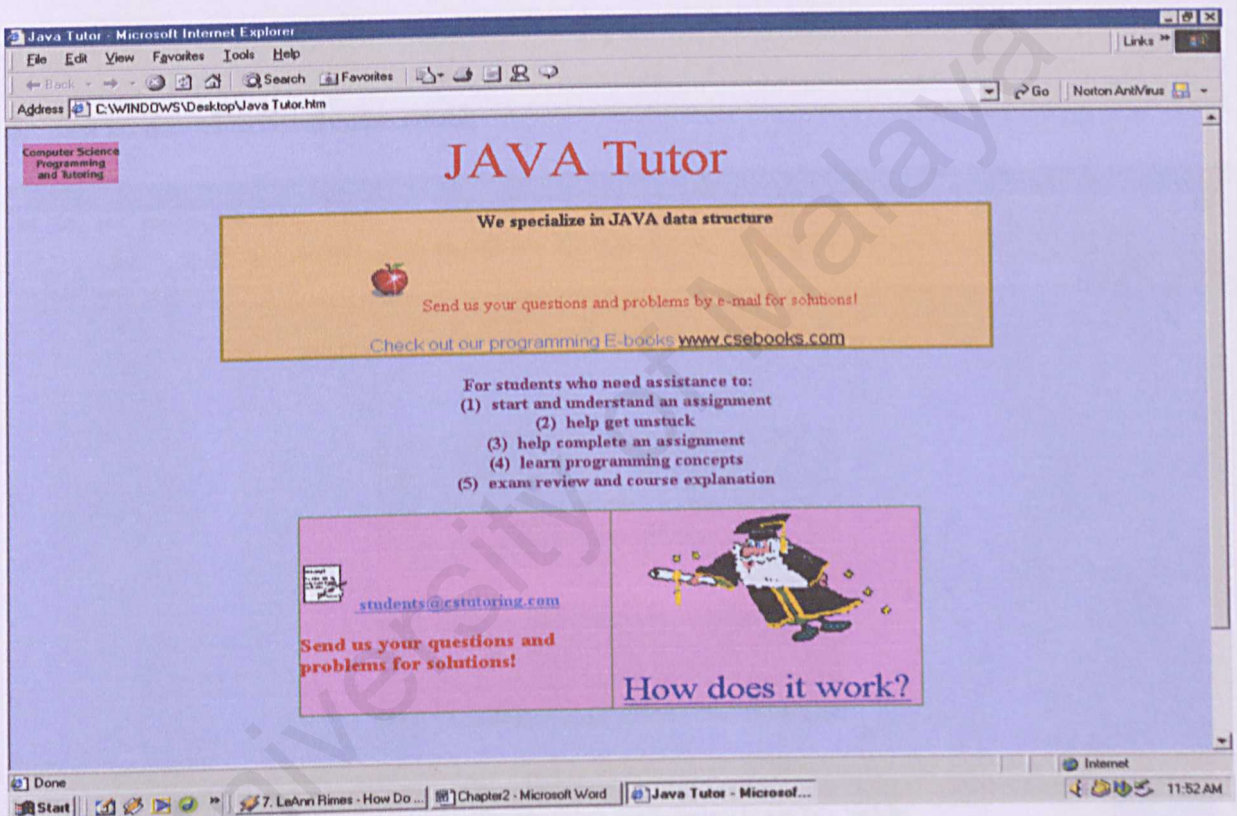 Java Tutor - Microsoft Internet Explorer
File Edit View Favorites Tools Help
Links »
Back Search Favorites
Address C:\WINDOWS\Desktop\Java Tutor.htm Go Norton AntiVirus
Computer Science
Programming
and Tutoring
JAVA Tutor
We specialize in JAVA data structure
Send us your questions and problems by e-mail for solutions!
Check out our programming E-books www.csebooks.com
For students who need assistance to:
(1) start and understand an assignment
(2) help get unstuck
(3) help complete an assignment
(4) learn programming concepts
(5) exam review and course explanation
students@cstutoring.com
Send us your questions and
problems for solutions!
How does it work?
Done
Internet
Start » 7. LeAnn Rimes - How Do ... Chapter2 - Microsoft Word Java Tutor - Microsof... 11:52 AM
University of Malaya